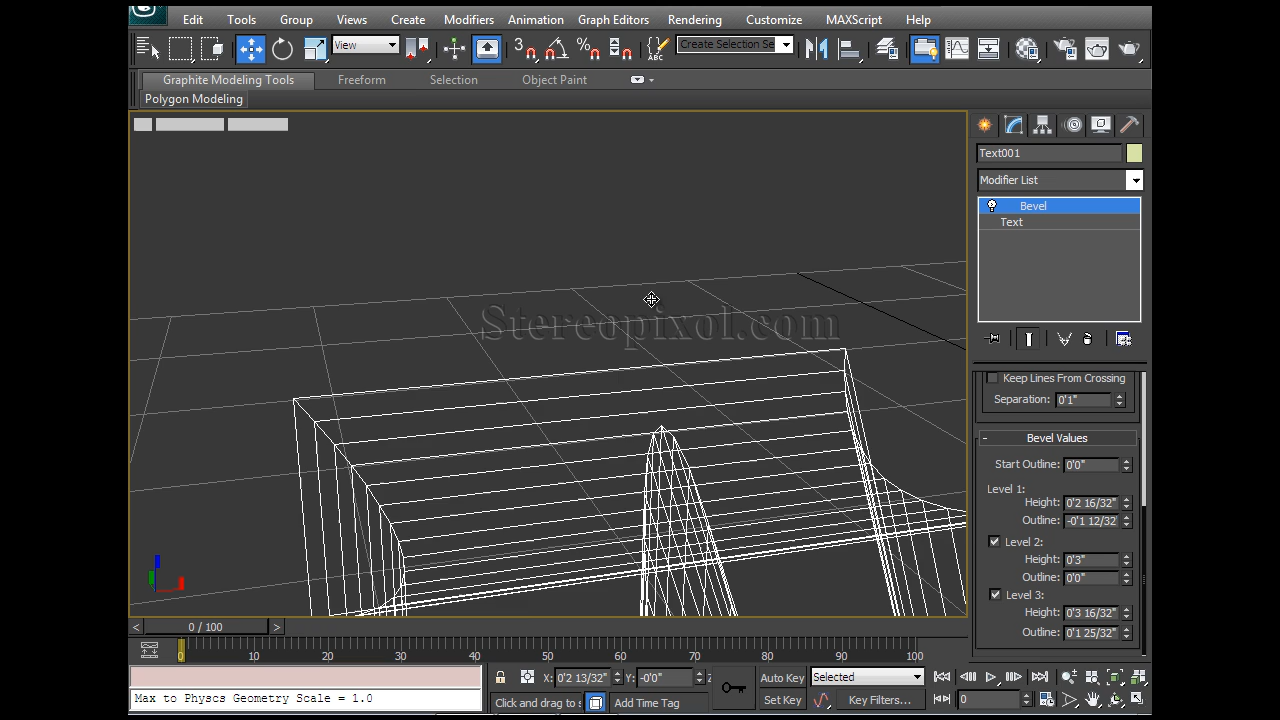 Edit Tools Group Views Create Modifiers Animation Graph Editors Rendering Customize MAXScript Help
View 3 % ABC Create Selection Se
Graphite Modeling Tools Freeform Selection Object Paint
Polygon Modeling
Text001
Modifier List
Bevel
Text
Stereopixol.com
Keep Lines From Crossing
Separation: 0'1"
- Bevel Values
Start Outline: 0'0"
Level 1:
Height: 0'2 16/32"
Outline: -0'1 12/32
Level 2:
Height: 0'3"
Outline: 0'0"
Level 3:
Height: 0'3 16/32"
Outline: 0'1 25/32"
< 0 / 100 >
0 10 20 30 40 50 60 70 80 90 100
X: 0'2 13/32" Y: -0'0" Auto Key Selected
Max to Physcs Geometry Scale = 1.0 Click and drag to s Add Time Tag Set Key Key Filters... 0